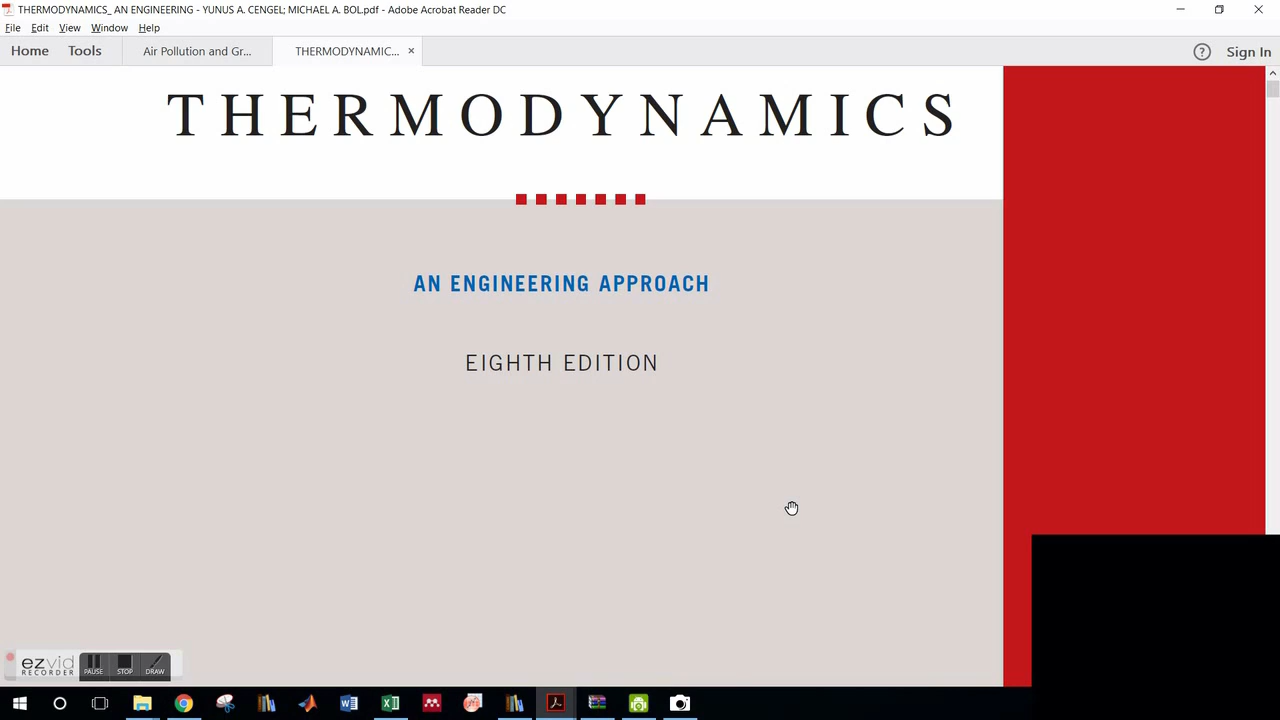 THERMODYNAMICS_ AN ENGINEERING - YUNUS A. CENGEL; MICHAEL A. BOL.pdf - Adobe Acrobat Reader DC
File Edit View Window Help
Home Tools Air Pollution and Gr... THERMODYNAMIC... × ? Sign In
THERMODYNAMICS
AN ENGINEERING APPROACH
EIGHTH EDITION
ezvid
RECORDER
PAUSE STOP DRAW